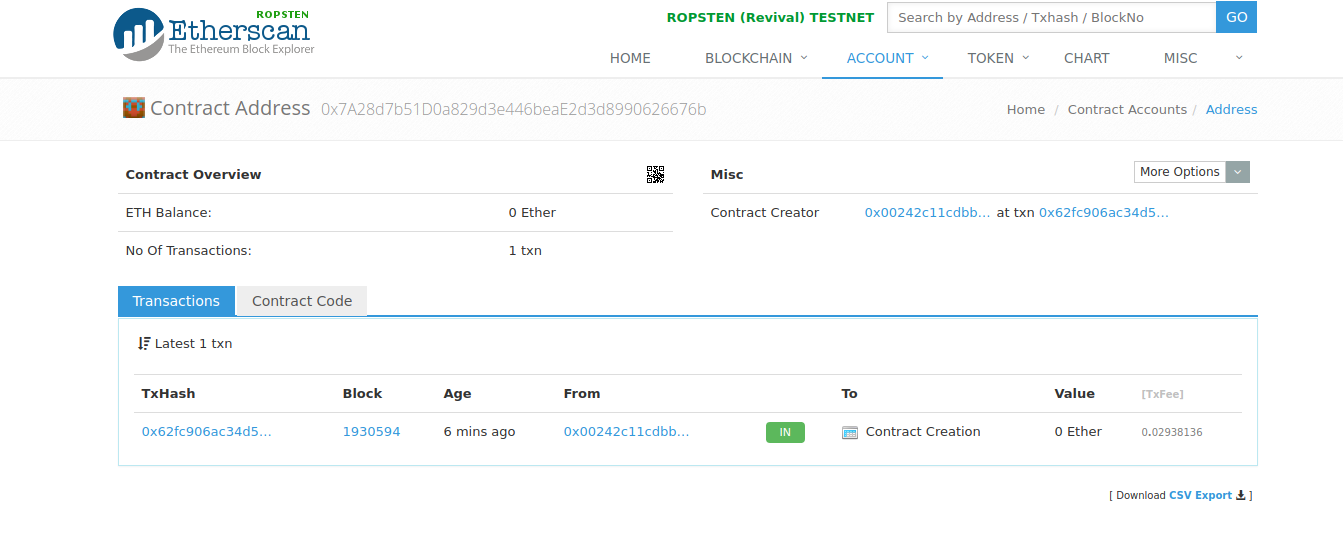 ROPSTEN
Etherscan
The Ethereum Block Explorer
ROPSTEN (Revival) TESTNET
Search by Address / Txhash / BlockNo
GO
HOME BLOCKCHAIN ACCOUNT TOKEN CHART MISC
Contract Address 0x7A28d7b51D0a829d3e446beaE2d3d8990626676b
Home / Contract Accounts / Address
Contract Overview
ETH Balance: 0 Ether
No Of Transactions: 1 txn
Misc
More Options
Contract Creator 0x00242c11cdbb... at txn 0x62fc906ac34d5...
Transactions Contract Code
Latest 1 txn
TxHash Block Age From To Value [TxFee]
0x62fc906ac34d5... 1930594 6 mins ago 0x00242c11cdbb... IN Contract Creation 0 Ether 0.02938136
[ Download CSV Export ]